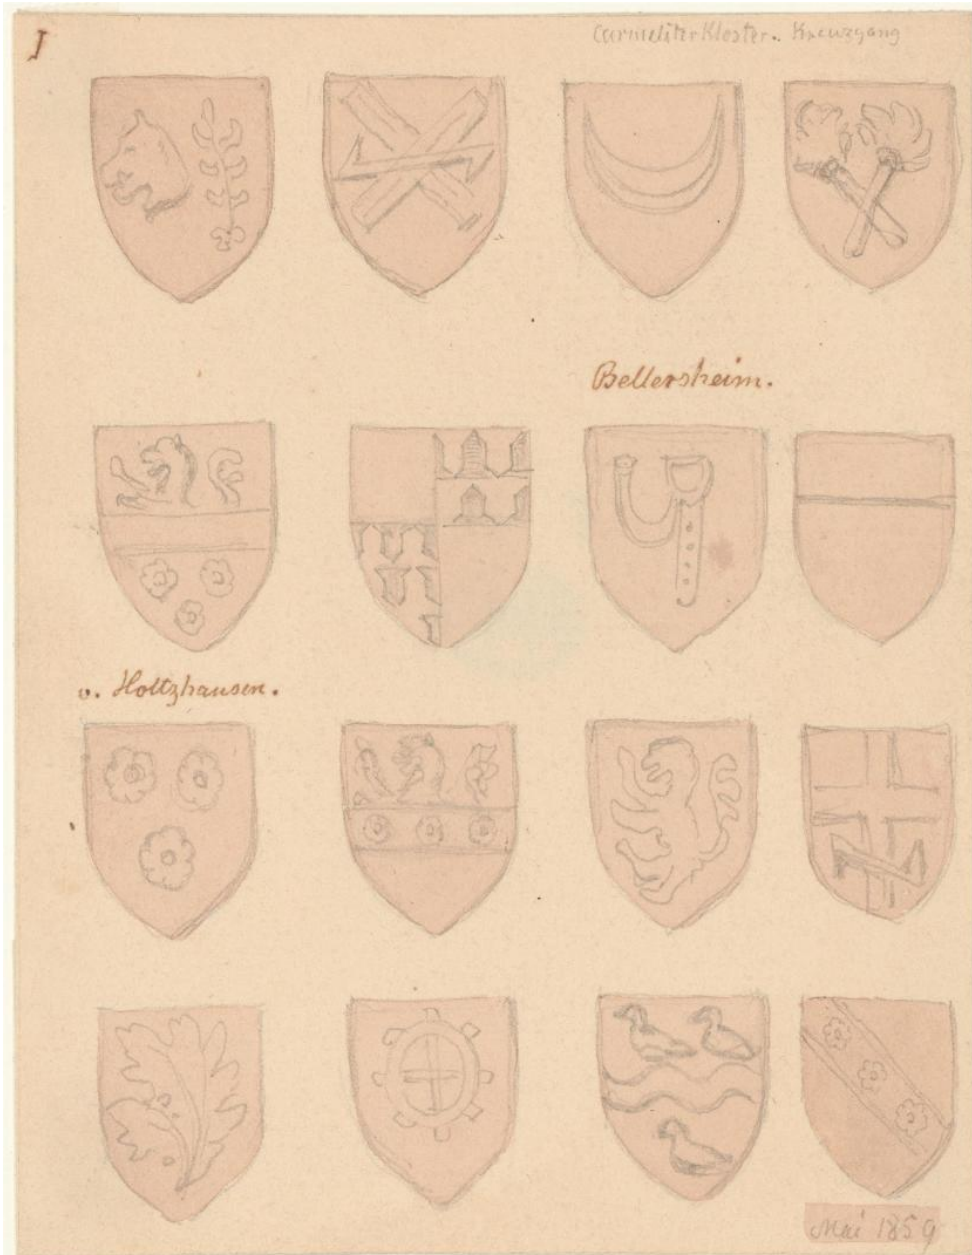 I
Carmeliter Kloster. Kreuzgang
Bellersheim.
v. Holtzhausen.
Mai 1859